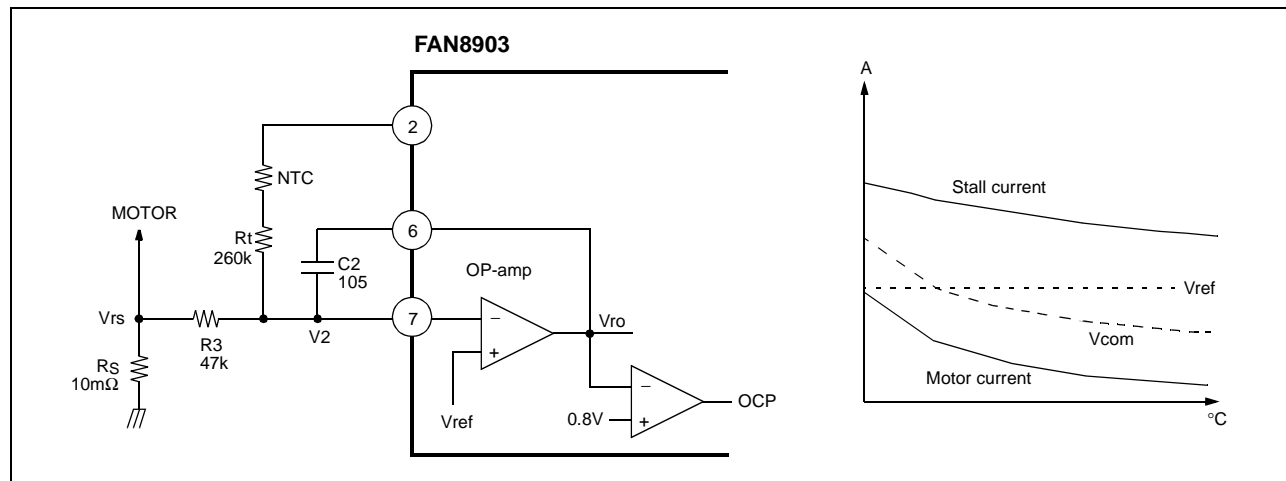 FAN8903
2
NTC
MOTOR
Rt
260k
6
C2
105
OP-amp
7
−
+
Vrs
R3
47k
V2
Vro
RS
10mΩ
Vref
−
+
0.8V
OCP
A
Stall current
Vref
Vcom
Motor current
°C